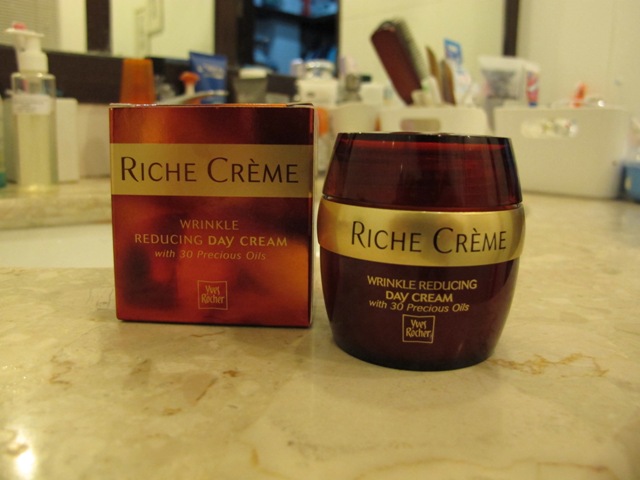 RICHE CRÈME
WRINKLE
REDUCING DAY CREAM
with 30 Precious Oils
Yves
Rocher
RICHE CRÈME
WRINKLE REDUCING
DAY CREAM
with 30 Precious Oils
Yves
Rocher